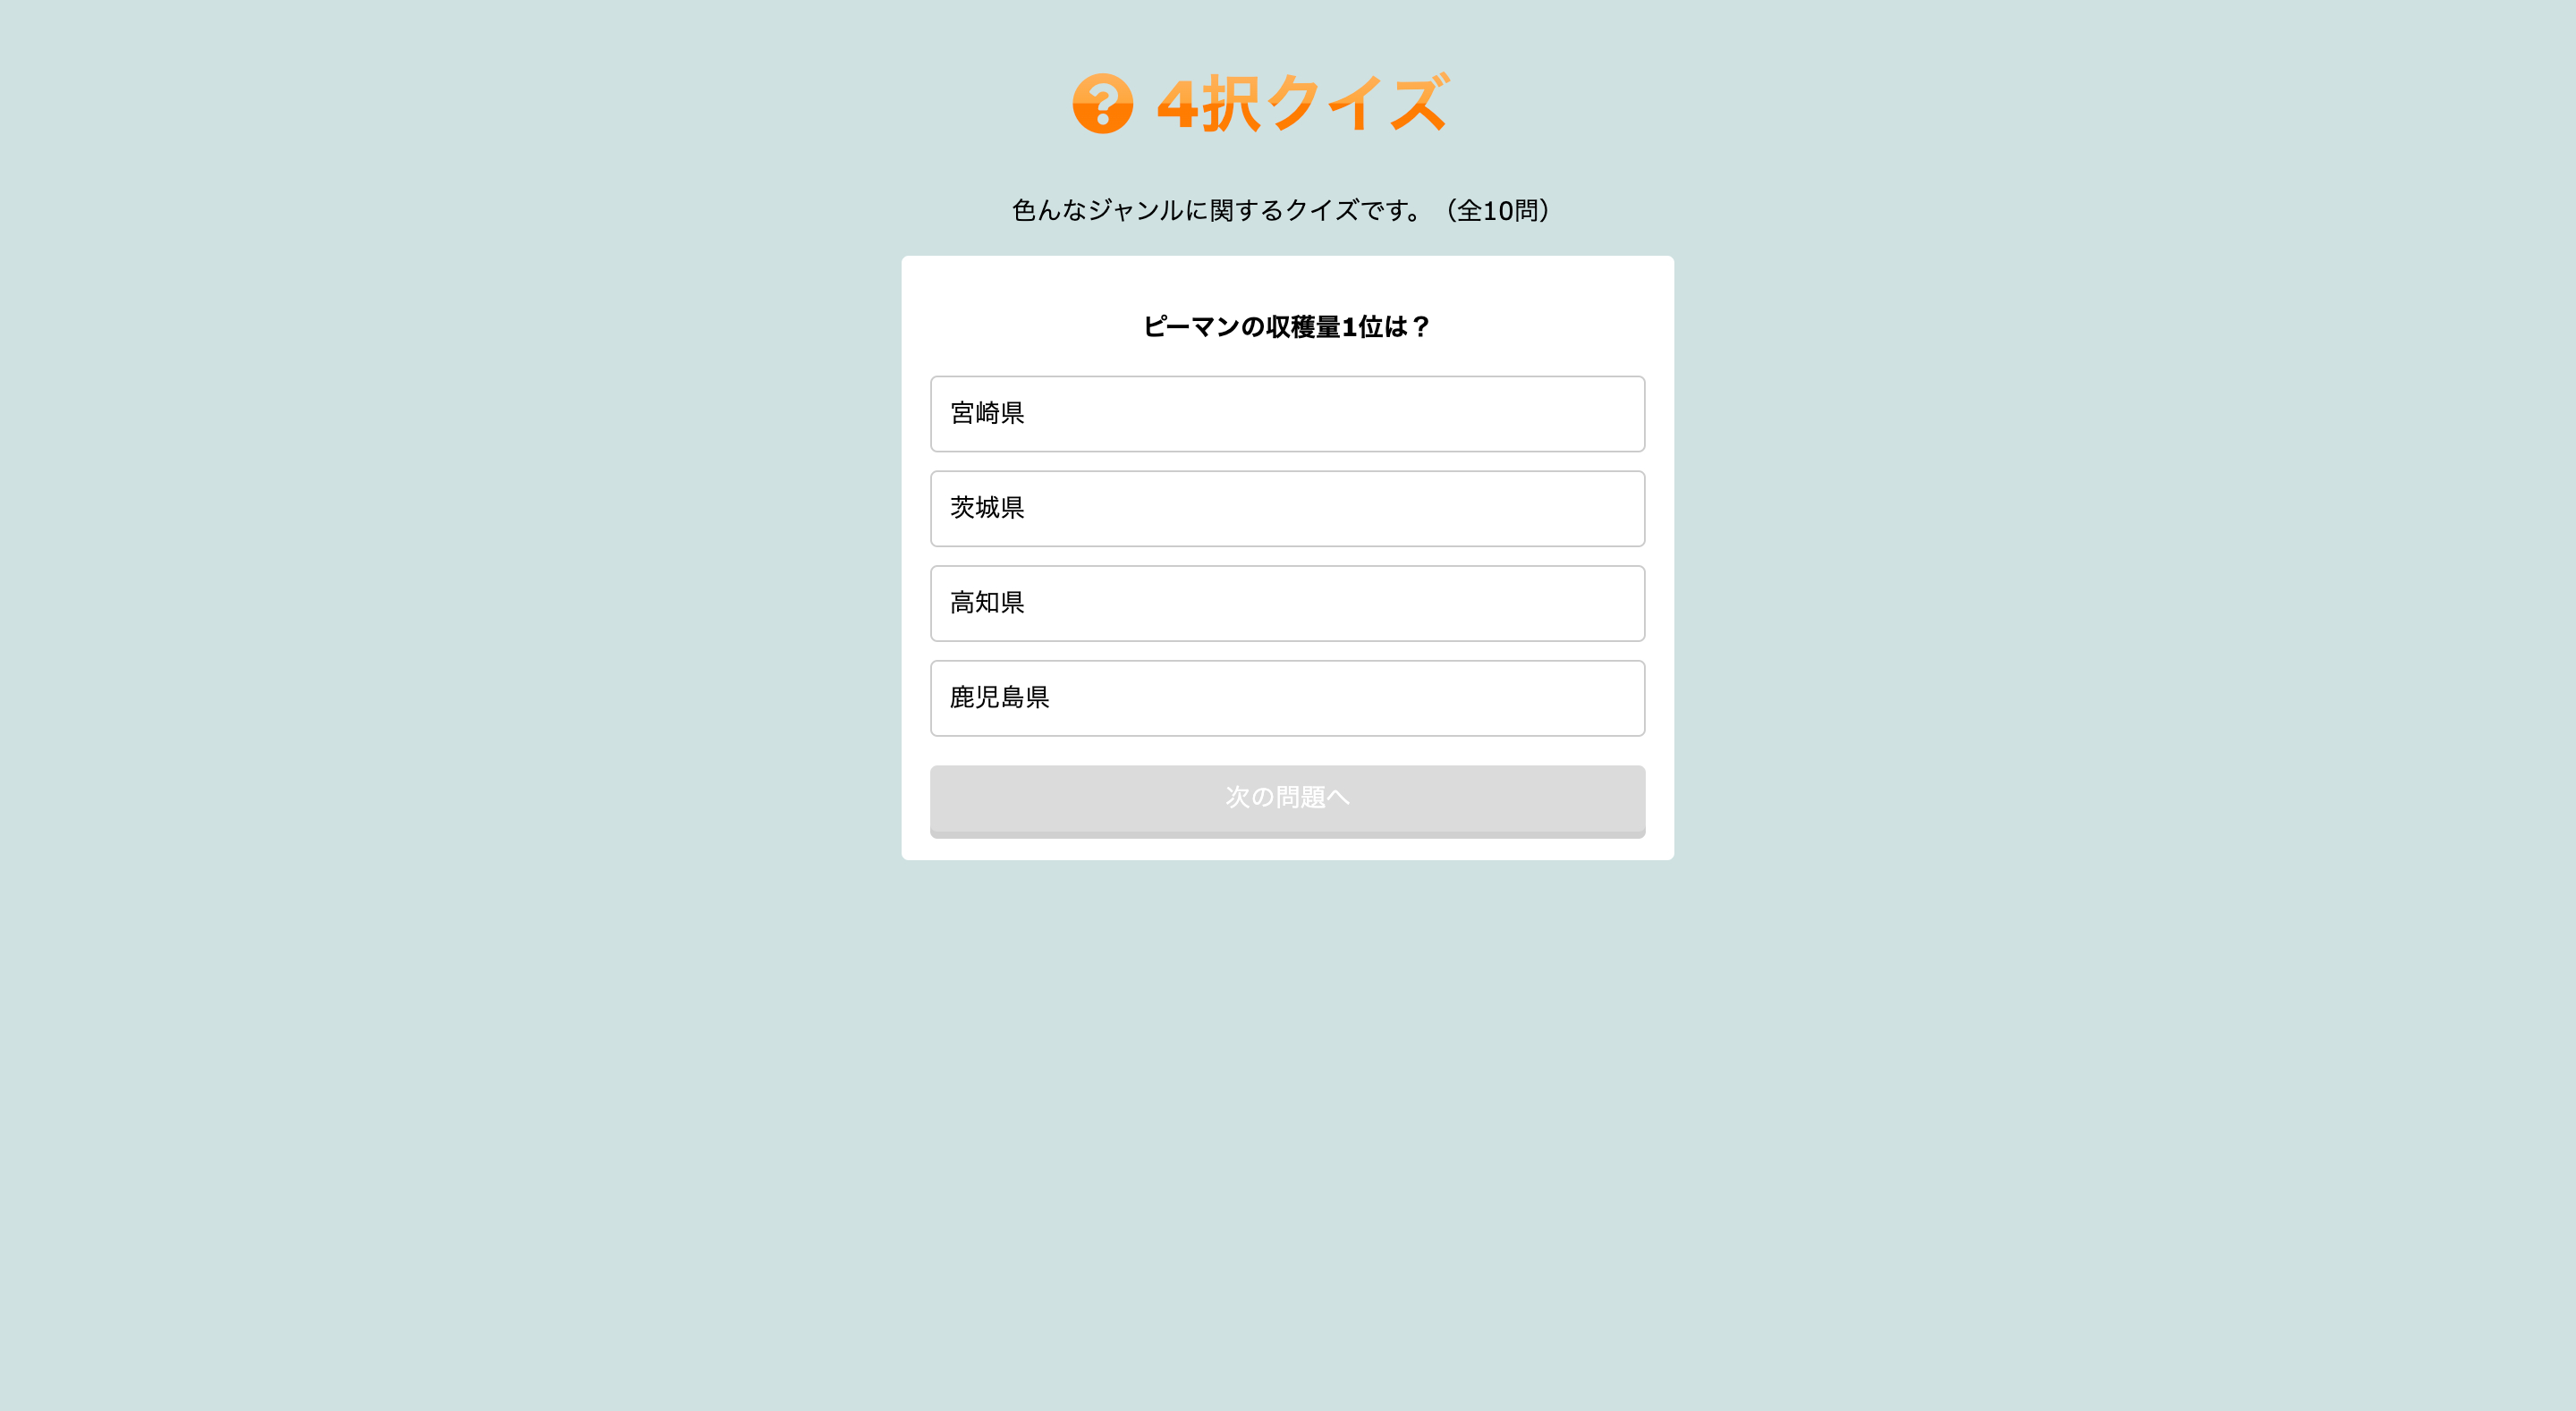 4択クイズ
色んなジャンルに関するクイズです。（全10問）
ピーマンの収穫量1位は？
宮崎県
茨城県
高知県
鹿児島県
次の問題へ